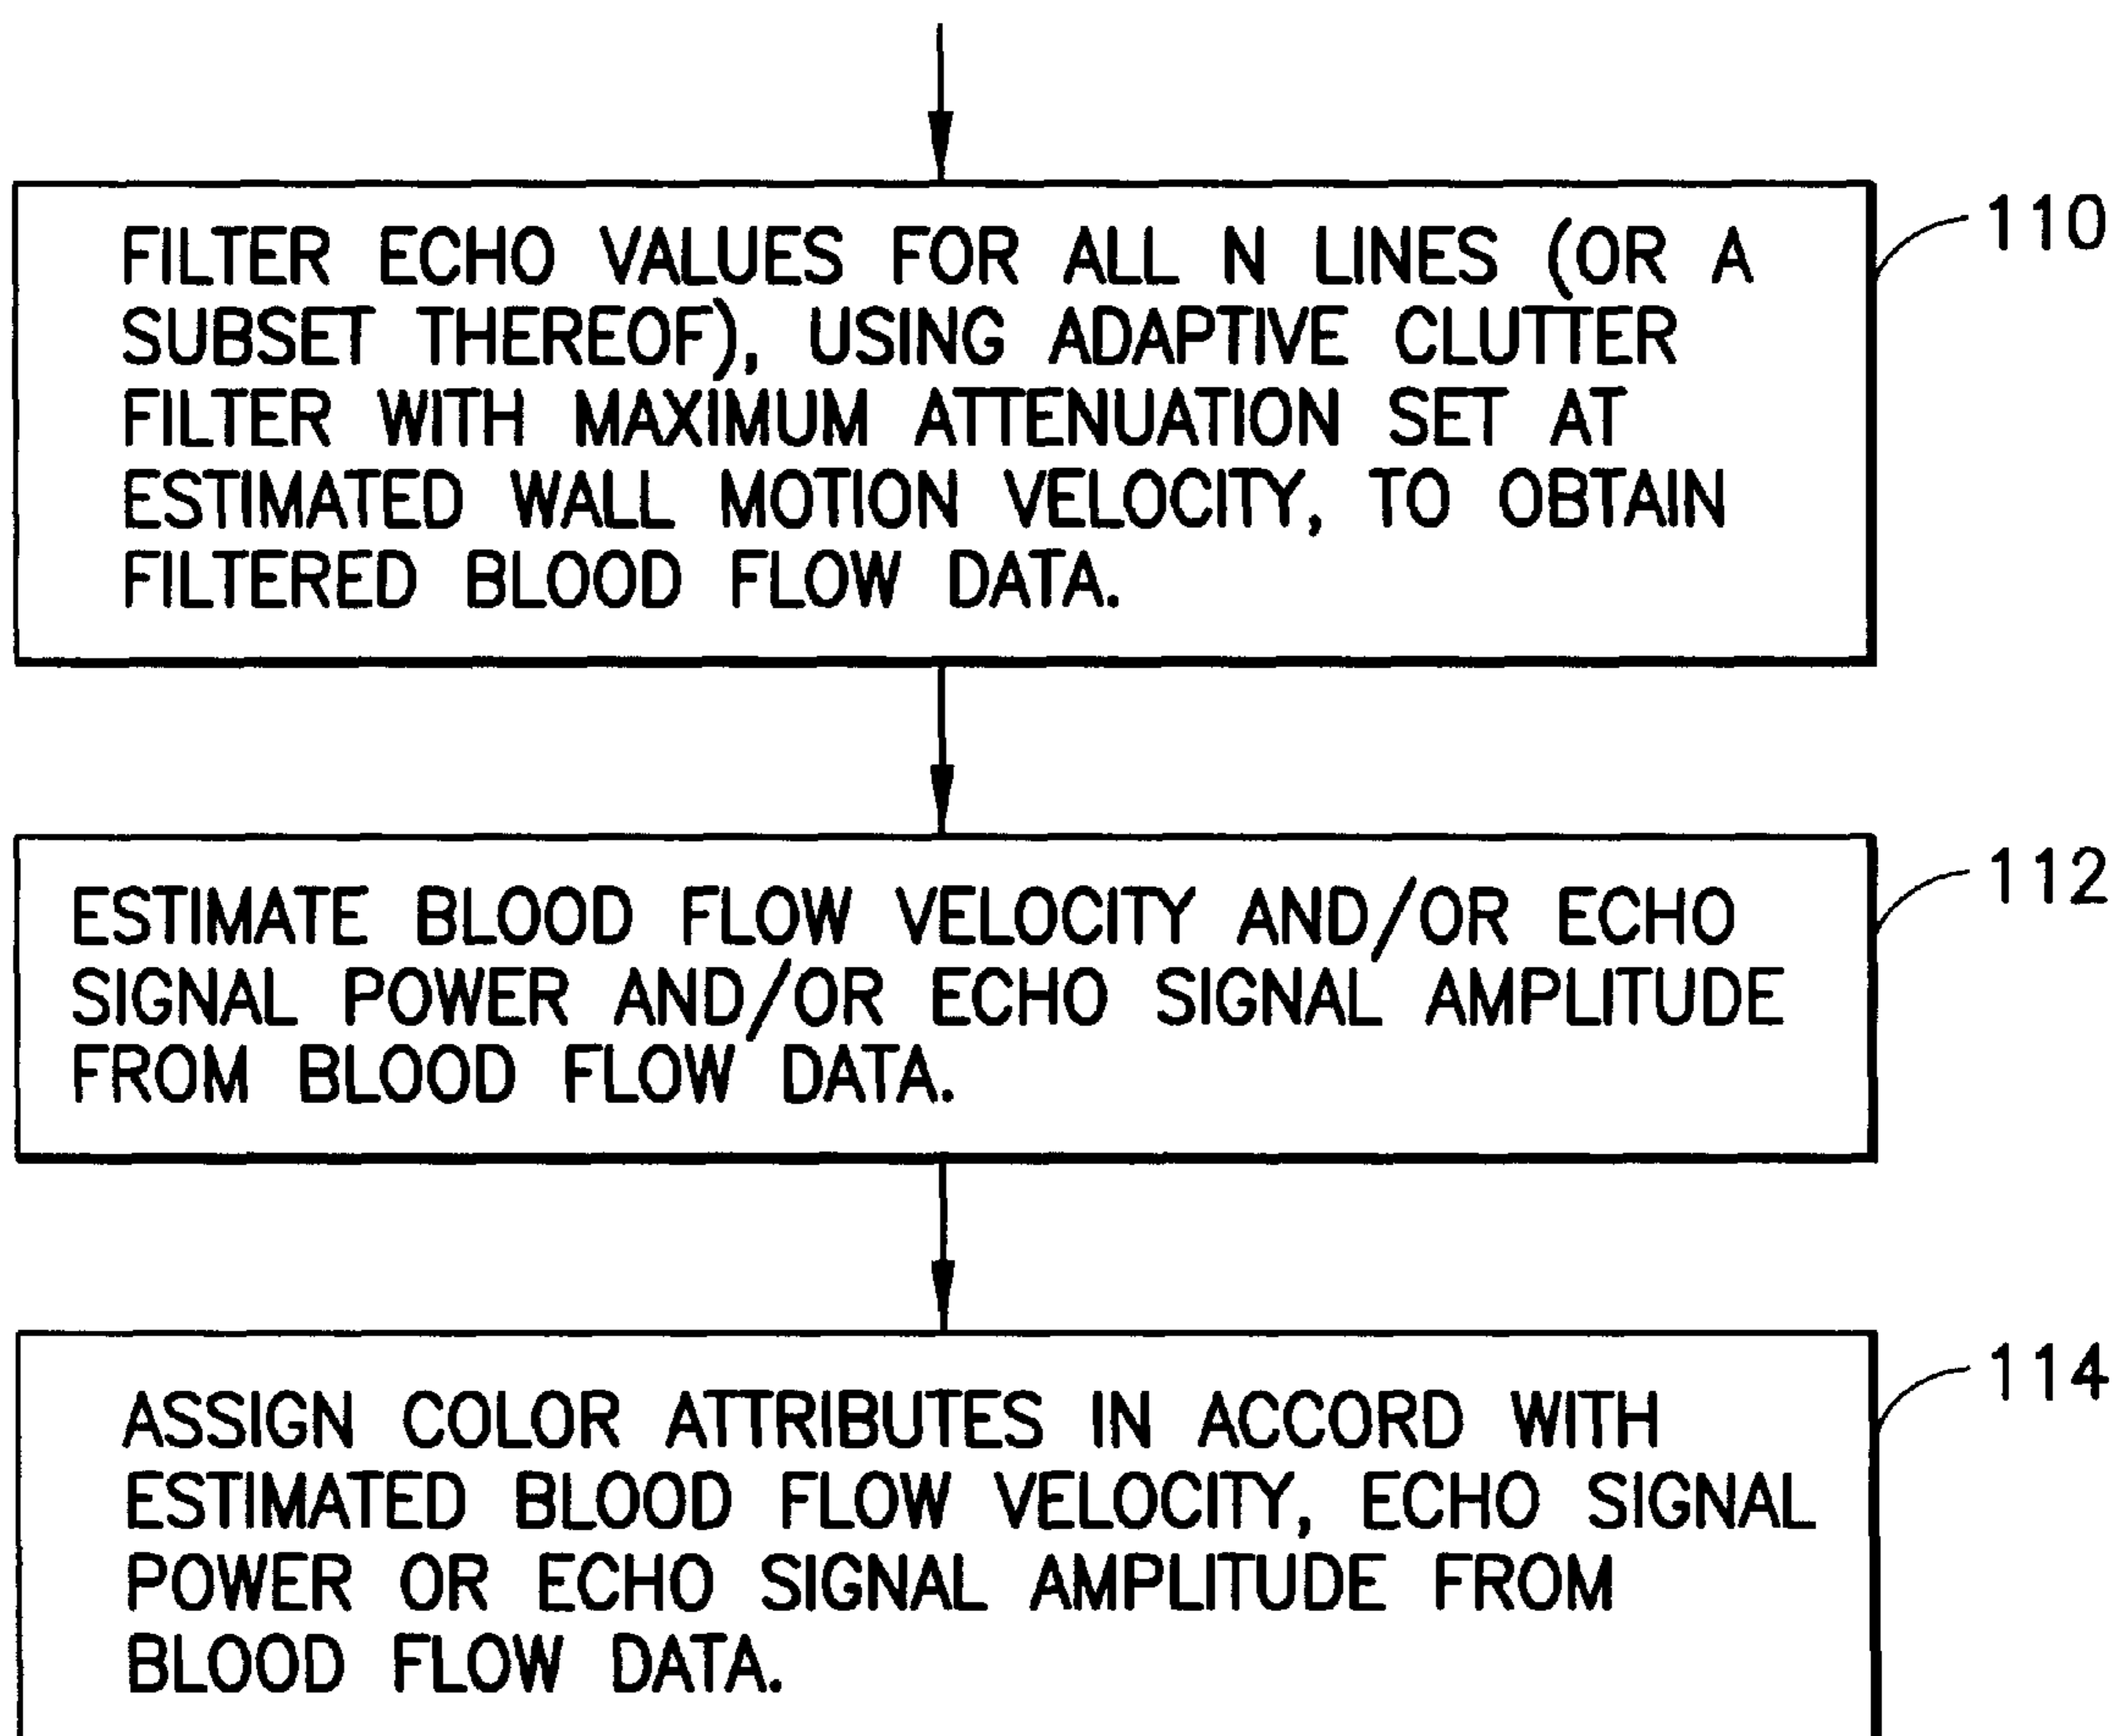 FILTER ECHO VALUES FOR ALL N LINES (OR A
SUBSET THEREOF), USING ADAPTIVE CLUTTER
FILTER WITH MAXIMUM ATTENUATION SET AT
ESTIMATED WALL MOTION VELOCITY, TO OBTAIN
FILTERED BLOOD FLOW DATA.
110
ESTIMATE BLOOD FLOW VELOCITY AND/OR ECHO
SIGNAL POWER AND/OR ECHO SIGNAL AMPLITUDE
FROM BLOOD FLOW DATA.
112
ASSIGN COLOR ATTRIBUTES IN ACCORD WITH
ESTIMATED BLOOD FLOW VELOCITY, ECHO SIGNAL
POWER OR ECHO SIGNAL AMPLITUDE FROM
BLOOD FLOW DATA.
114